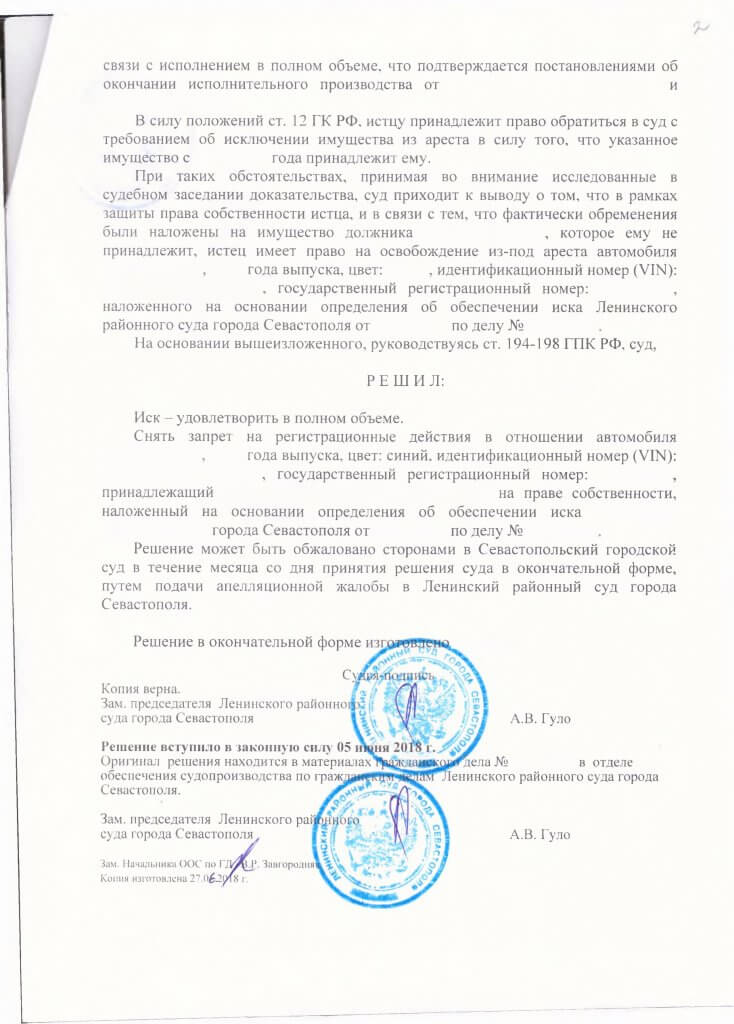 2
связи с исполнением в полном объеме, что подтверждается постановлениями об
окончании исполнительного производства от и
В силу положений ст. 12 ГК РФ, истцу принадлежит право обратиться в суд с
требованием об исключении имущества из ареста в силу того, что указанное
имущество с года принадлежит ему.
При таких обстоятельствах, принимая во внимание исследованные в
судебном заседании доказательства, суд приходит к выводу о том, что в рамках
защиты права собственности истца, и в связи с тем, что фактически обременения
были наложены на имущество должника , которое ему не
принадлежит, истец имеет право на освобождение из-под ареста автомобиля
, года выпуска, цвет: , идентификационный номер (VIN):
, государственный регистрационный номер: ,
наложенного на основании определения об обеспечении иска Ленинского
районного суда города Севастополя от по делу № .
На основании вышеизложенного, руководствуясь ст. 194-198 ГПК РФ, суд,
Р Е Ш И Л:
Иск – удовлетворить в полном объеме.
Снять запрет на регистрационные действия в отношении автомобиля
, года выпуска, цвет: синий, идентификационный номер (VIN):
, государственный регистрационный номер: ,
принадлежащий на праве собственности,
наложенный на основании определения об обеспечении иска
города Севастополя от по делу № .
Решение может быть обжаловано сторонами в Севастопольский городской
суд в течение месяца со дня принятия решения суда в окончательной форме,
путем подачи апелляционной жалобы в Ленинский районный суд города
Севастополя.
Решение в окончательной форме изготовлено
Судья-подпись
Копия верна.
Зам. председателя Ленинского районного
суда города Севастополя А.В. Гуло
ЛЕНИНСКИЙ РАЙОННЫЙ СУД ГОРОДА СЕВАСТОПОЛЯ
Решение вступило в законную силу 05 июня 2018 г.
Оригинал решения находится в материалах гражданского дела № в отделе
обеспечения судопроизводства по гражданским делам Ленинского районного суда города
Севастополя.
Зам. председателя Ленинского районного
суда города Севастополя А.В. Гуло
ЛЕНИНСКИЙ РАЙОННЫЙ СУД ГОРОДА СЕВАСТОПОЛЯ
Зам. Начальника ООС по ГД В.Р. Завгородняя
Копия изготовлена 27.06.2018 г.